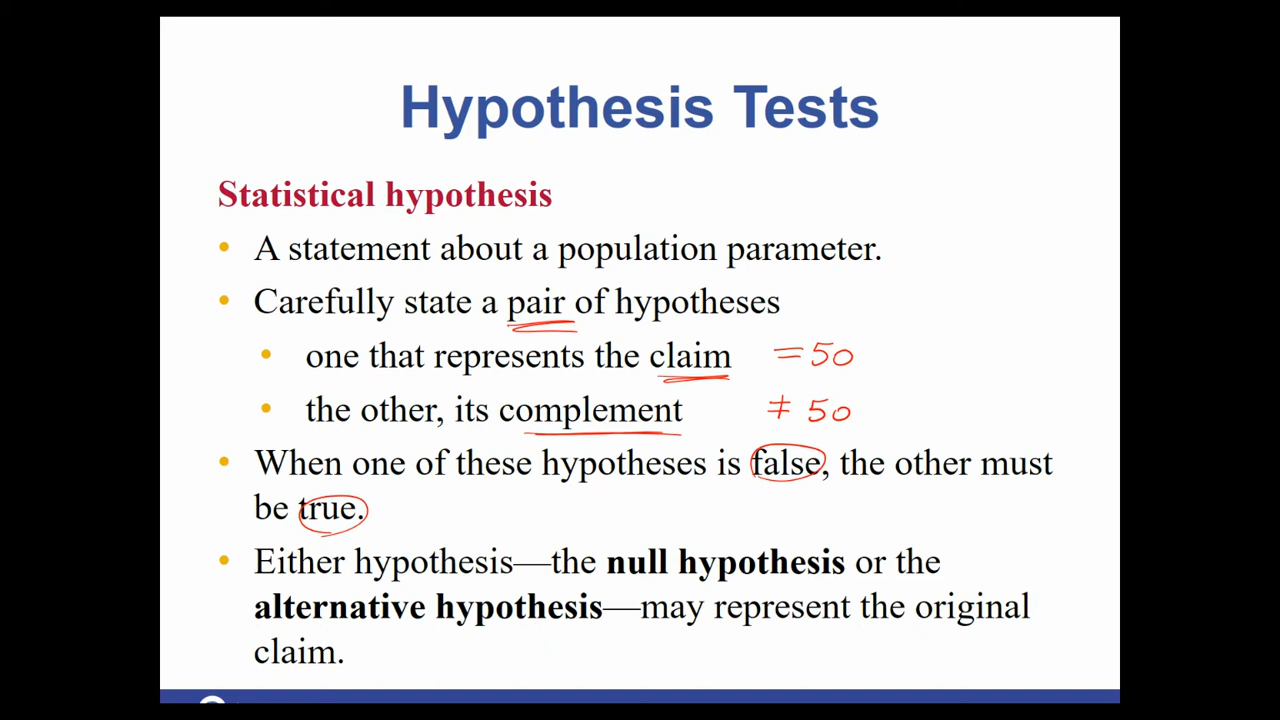 Hypothesis Tests
Statistical hypothesis
• A statement about a population parameter.
• Carefully state a pair of hypotheses
• one that represents the claim = 50
• the other, its complement ≠ 50
• When one of these hypotheses is false, the other must
be true.
• Either hypothesis—the null hypothesis or the
alternative hypothesis—may represent the original
claim.